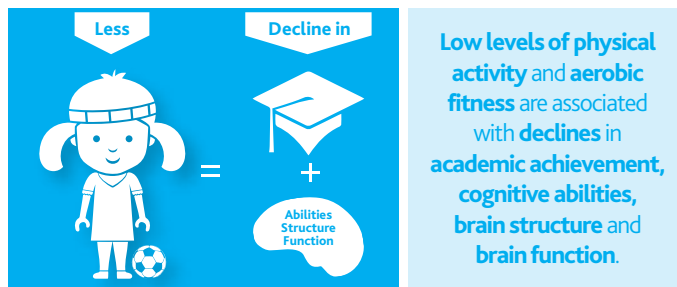 Less
Decline in
Abilities
Structure
Function
Low levels of physical
activity and aerobic
fitness are associated
with declines in
academic achievement,
cognitive abilities,
brain structure and
brain function.